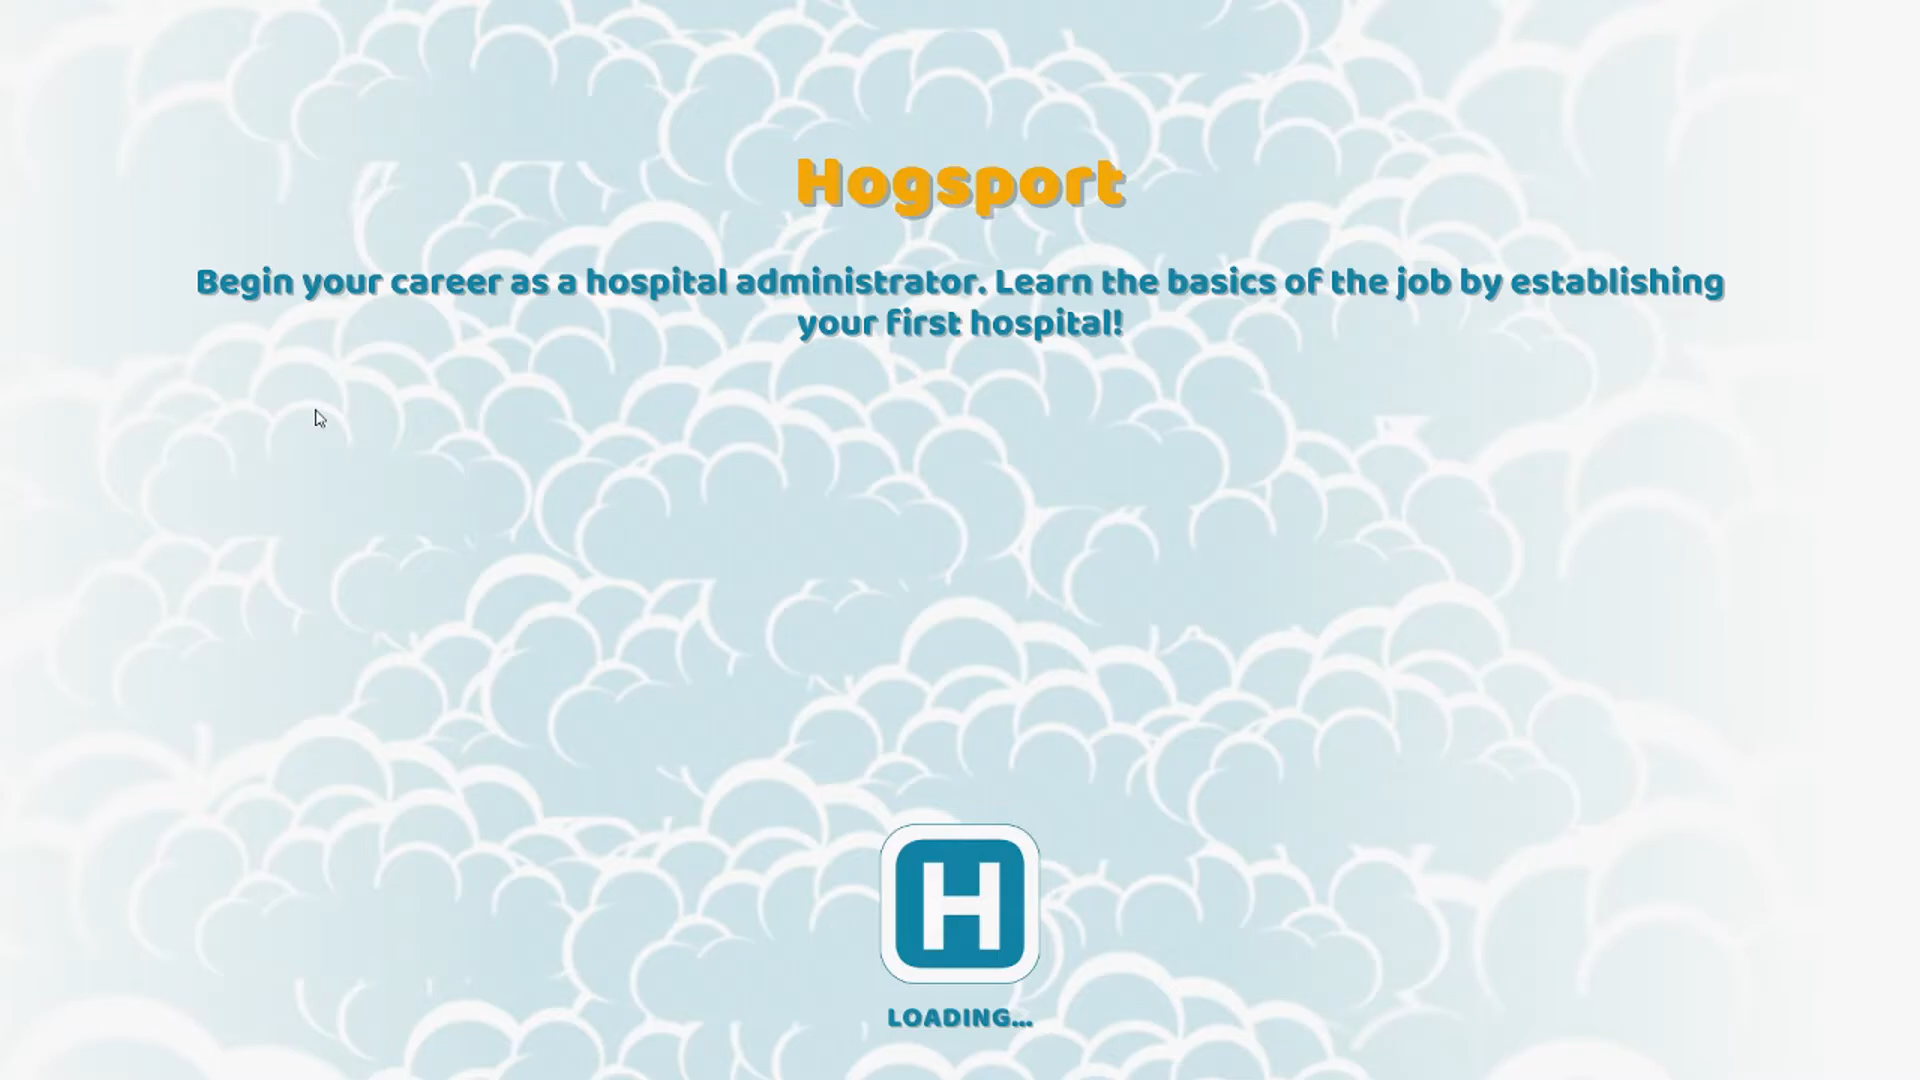 Hogsport
Begin your career as a hospital administrator. Learn the basics of the job by establishing
your first hospital!
H
LOADING...